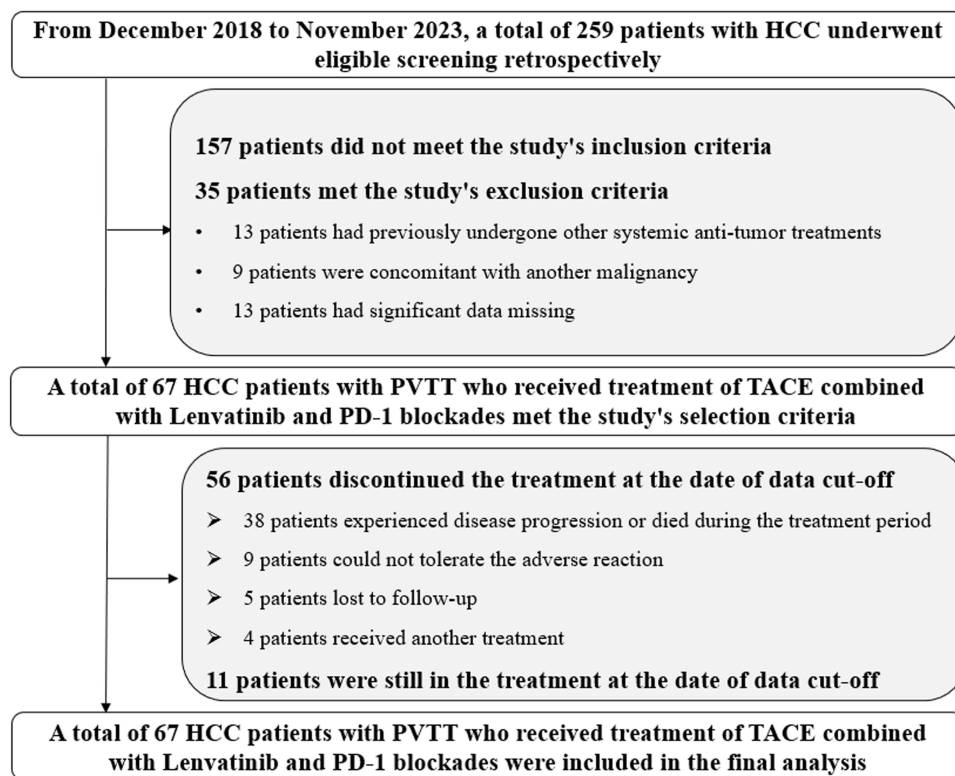 From December 2018 to November 2023, a total of 259 patients with HCC underwent
eligible screening retrospectively
157 patients did not meet the study's inclusion criteria
35 patients met the study's exclusion criteria
• 13 patients had previously undergone other systemic anti-tumor treatments
• 9 patients were concomitant with another malignancy
• 13 patients had significant data missing
A total of 67 HCC patients with PVTT who received treatment of TACE combined
with Lenvatinib and PD-1 blockades met the study's selection criteria
56 patients discontinued the treatment at the date of data cut-off
➢ 38 patients experienced disease progression or died during the treatment period
➢ 9 patients could not tolerate the adverse reaction
➢ 5 patients lost to follow-up
➢ 4 patients received another treatment
11 patients were still in the treatment at the date of data cut-off
A total of 67 HCC patients with PVTT who received treatment of TACE combined
with Lenvatinib and PD-1 blockades were included in the final analysis